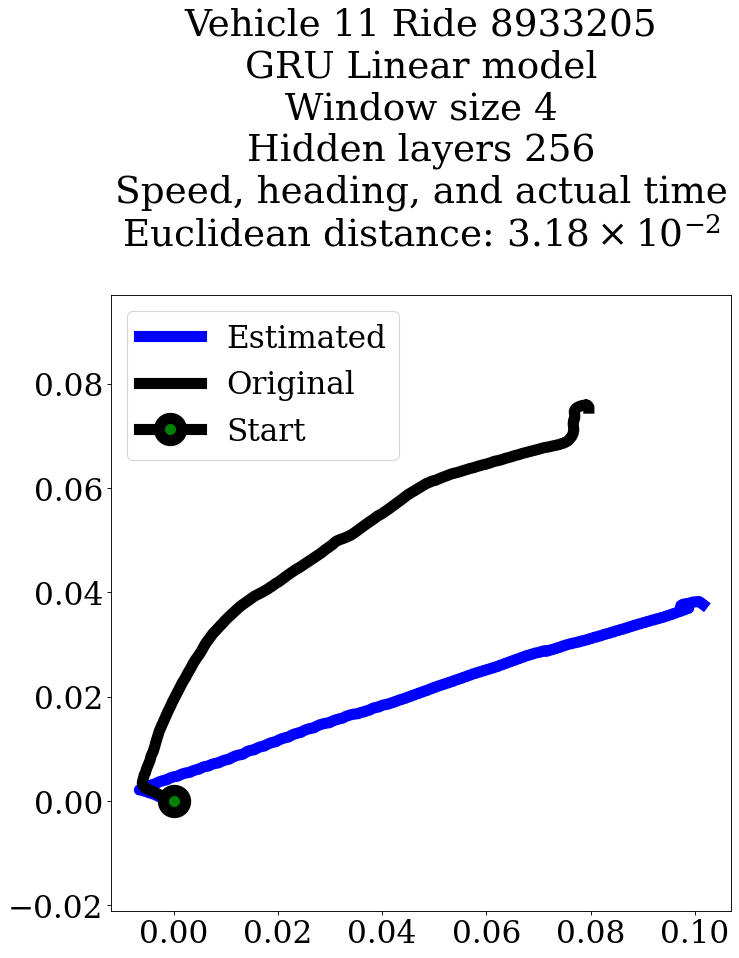 Vehicle 11 Ride 8933205
GRU Linear model
Window size 4
Hidden layers 256
Speed, heading, and actual time
Euclidean distance: 3.18 × 10⁻²
Estimated
Original
Start
0.08
0.06
0.04
0.02
0.00
−0.02
0.00 0.02 0.04 0.06 0.08 0.10